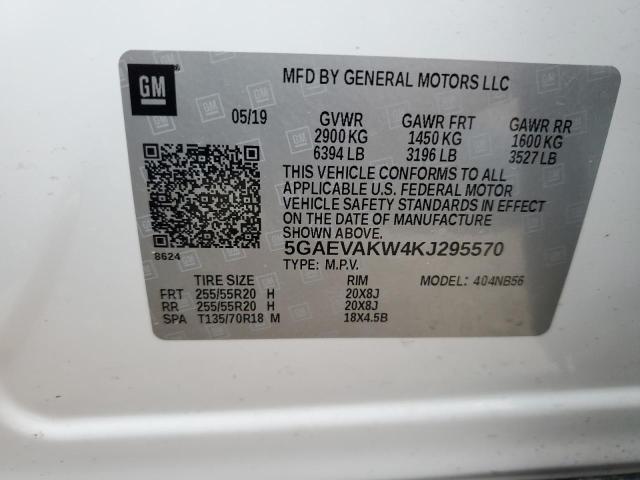 GM
MFD BY GENERAL MOTORS LLC
05/19 GVWR GAWR FRT GAWR RR
2900 KG 1450 KG 1600 KG
6394 LB 3196 LB 3527 LB
THIS VEHICLE CONFORMS TO ALL
APPLICABLE U.S. FEDERAL MOTOR
VEHICLE SAFETY STANDARDS IN EFFECT
ON THE DATE OF MANUFACTURE
SHOWN ABOVE.
8624
5GAEVAKW4KJ295570
TYPE: M.P.V. MODEL: 404NB56
TIRE SIZE RIM
FRT 255/55R20 H 20X8J
RR 255/55R20 H 20X8J
SPA T135/70R18 M 18X4.5B